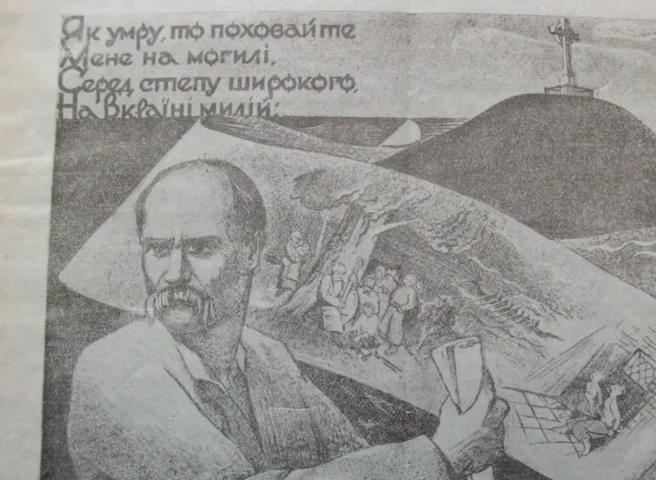 Як умру, то поховайте
Мене на могилі,
Серед степу широкого,
На Вкраїні милій: